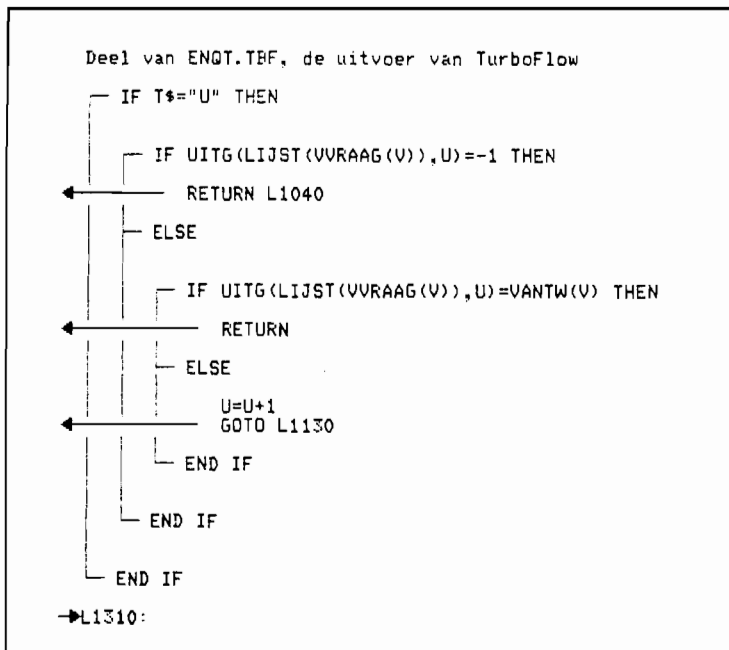 Deel van ENQT.TBF, de uitvoer van TurboFlow
IF T$="U" THEN
IF UITG(LIJST(VVRAAG(V)),U)=-1 THEN
RETURN L1040
ELSE
IF UITG(LIJST(VVRAAG(V)),U)=VANTW(V) THEN
RETURN
ELSE
U=U+1
GOTO L1130
END IF
END IF
END IF
L1310: